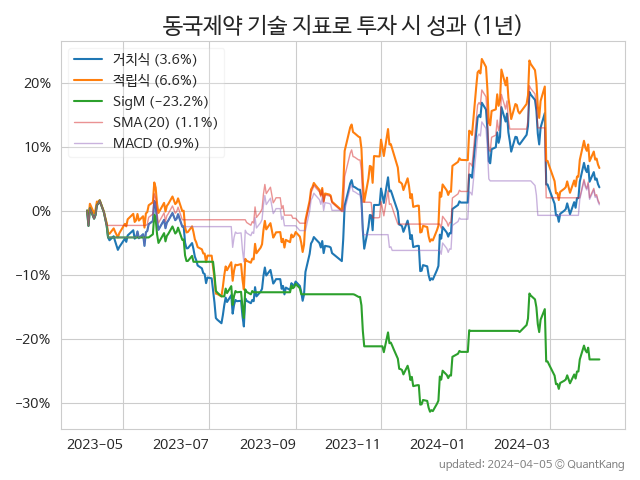 동국제약 기술 지표로 투자 시 성과 (1년)
거치식 (3.6%)
적립식 (6.6%)
SigM (−23.2%)
SMA(20) (1.1%)
MACD (0.9%)
20%
10%
0%
−10%
−20%
−30%
2023−05 2023−07 2023−09 2023−11 2024−01 2024−03
updated: 2024−04−05 © QuantKang